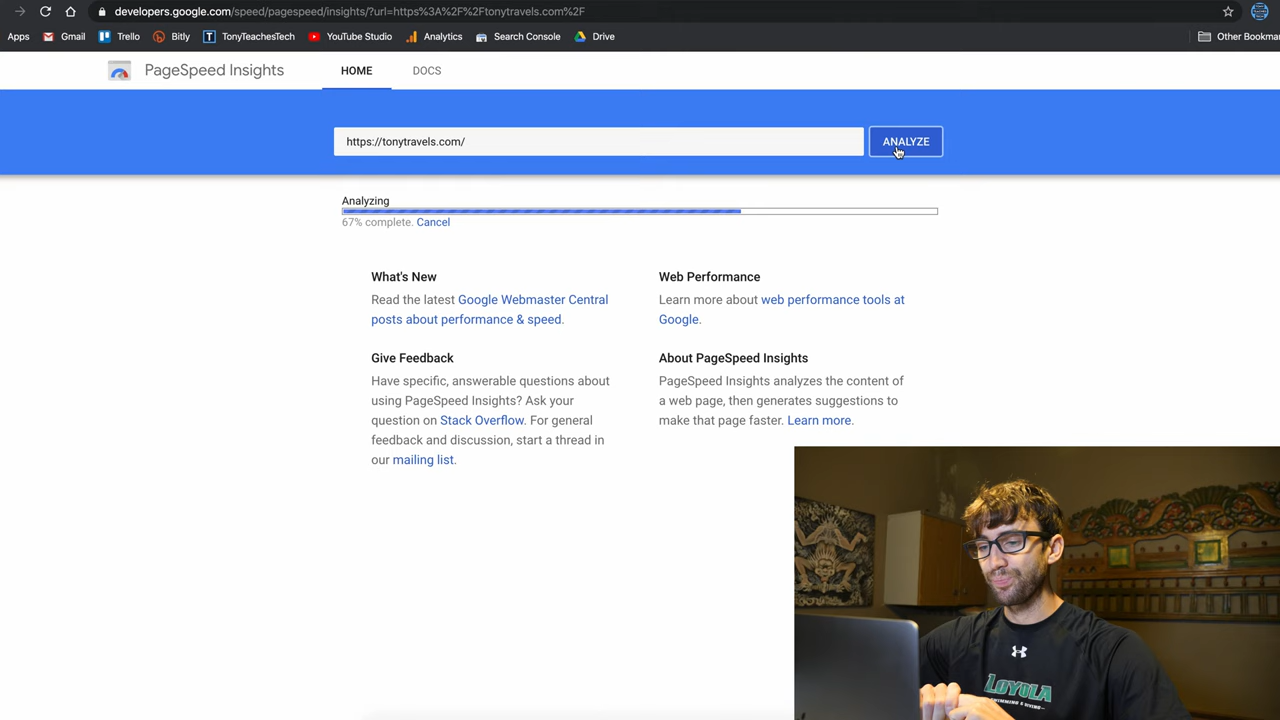 developers.google.com/speed/pagespeed/insights/?url=https%3A%2F%2Ftonytravels.com%2F
Apps Gmail Trello Bitly TonyTeachesTech YouTube Studio Analytics Search Console Drive Other Bookmar
PageSpeed Insights HOME DOCS
https://tonytravels.com/ ANALYZE
Analyzing
67% complete. Cancel
What's New
Read the latest Google Webmaster Central
posts about performance & speed.
Web Performance
Learn more about web performance tools at
Google.
Give Feedback
Have specific, answerable questions about
using PageSpeed Insights? Ask your
question on Stack Overflow. For general
feedback and discussion, start a thread in
our mailing list.
About PageSpeed Insights
PageSpeed Insights analyzes the content of
a web page, then generates suggestions to
make that page faster. Learn more.
LOYOLA
SWIMMING & DIVING